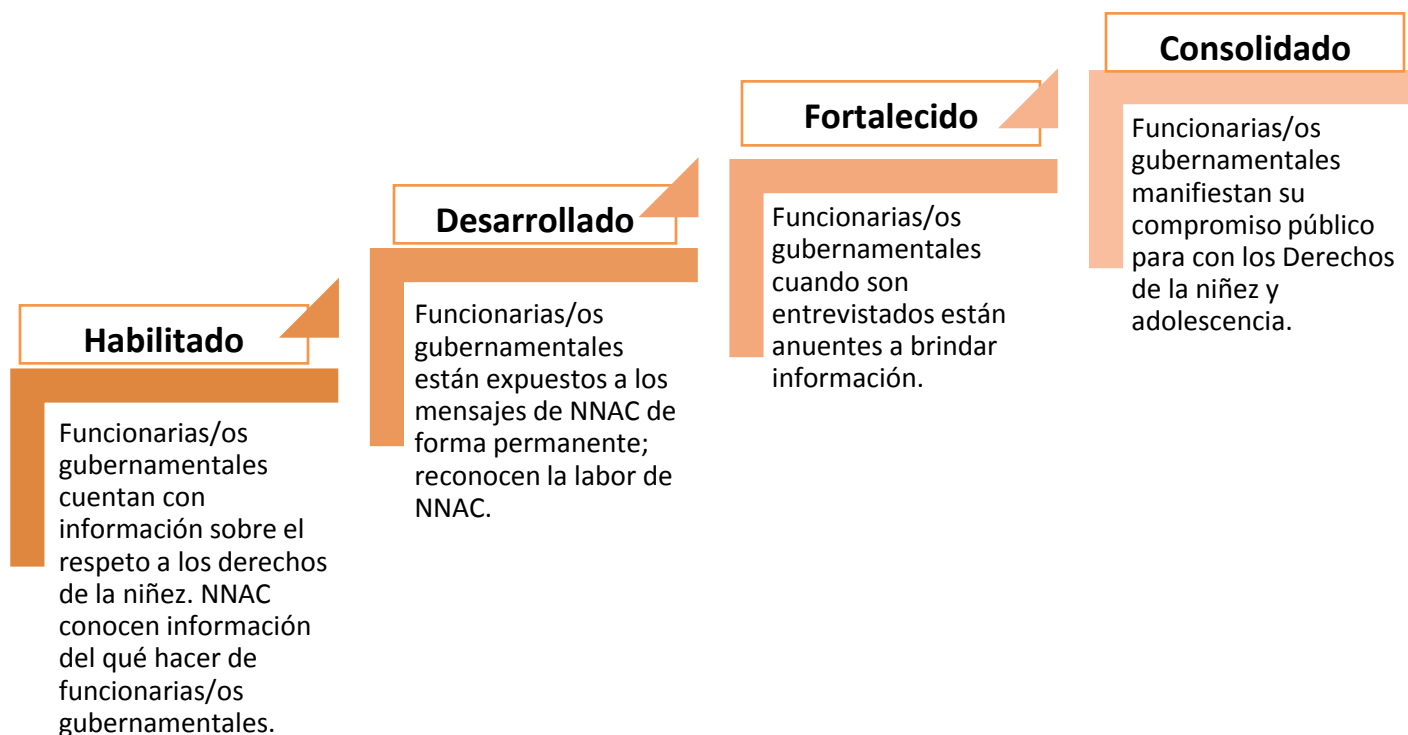 Habilitado
Funcionarias/os
gubernamentales
cuentan con
información sobre el
respeto a los derechos
de la niñez. NNAC
conocen información
del qué hacer de
funcionarias/os
gubernamentales.
Desarrollado
Funcionarias/os
gubernamentales
están expuestos a los
mensajes de NNAC de
forma permanente;
reconocen la labor de
NNAC.
Fortalecido
Funcionarias/os
gubernamentales
cuando son
entrevistados están
anuentes a brindar
información.
Consolidado
Funcionarias/os
gubernamentales
manifiestan su
compromiso público
para con los Derechos
de la niñez y
adolescencia.